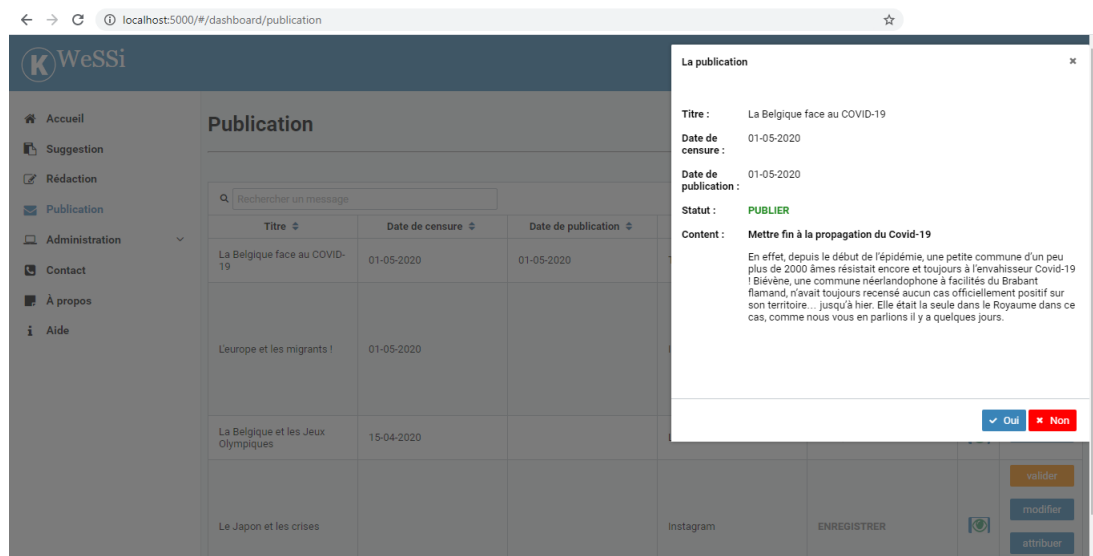 localhost:5000/#/dashboard/publication
K WeSSi
Accueil
Suggestion
Rédaction
Publication
Administration
Contact
À propos
Aide
Publication
Rechercher un message
Titre Date de censure Date de publication
La Belgique face au COVID-
19
01-05-2020 01-05-2020
L'europe et les migrants !
01-05-2020
La Belgique et les Jeux
Olympiques
15-04-2020
Le Japon et les crises
Instagram
ENREGISTRER
valider
modifier
attribuer
La publication
Titre : La Belgique face au COVID-19
Date de
censure :
01-05-2020
Date de
publication :
01-05-2020
Statut : PUBLIER
Content : Mettre fin à la propagation du Covid-19
En effet, depuis le début de l'épidémie, une petite commune d'un peu
plus de 2000 âmes résistait encore et toujours à l'envahisseur Covid-19
! Biévène, une commune néerlandophone à facilités du Brabant
flamand, n'avait toujours recensé aucun cas officiellement positif sur
son territoire… jusqu'à hier. Elle était la seule dans le Royaume dans ce
cas, comme nous vous en parlions il y a quelques jours.
Oui
Non